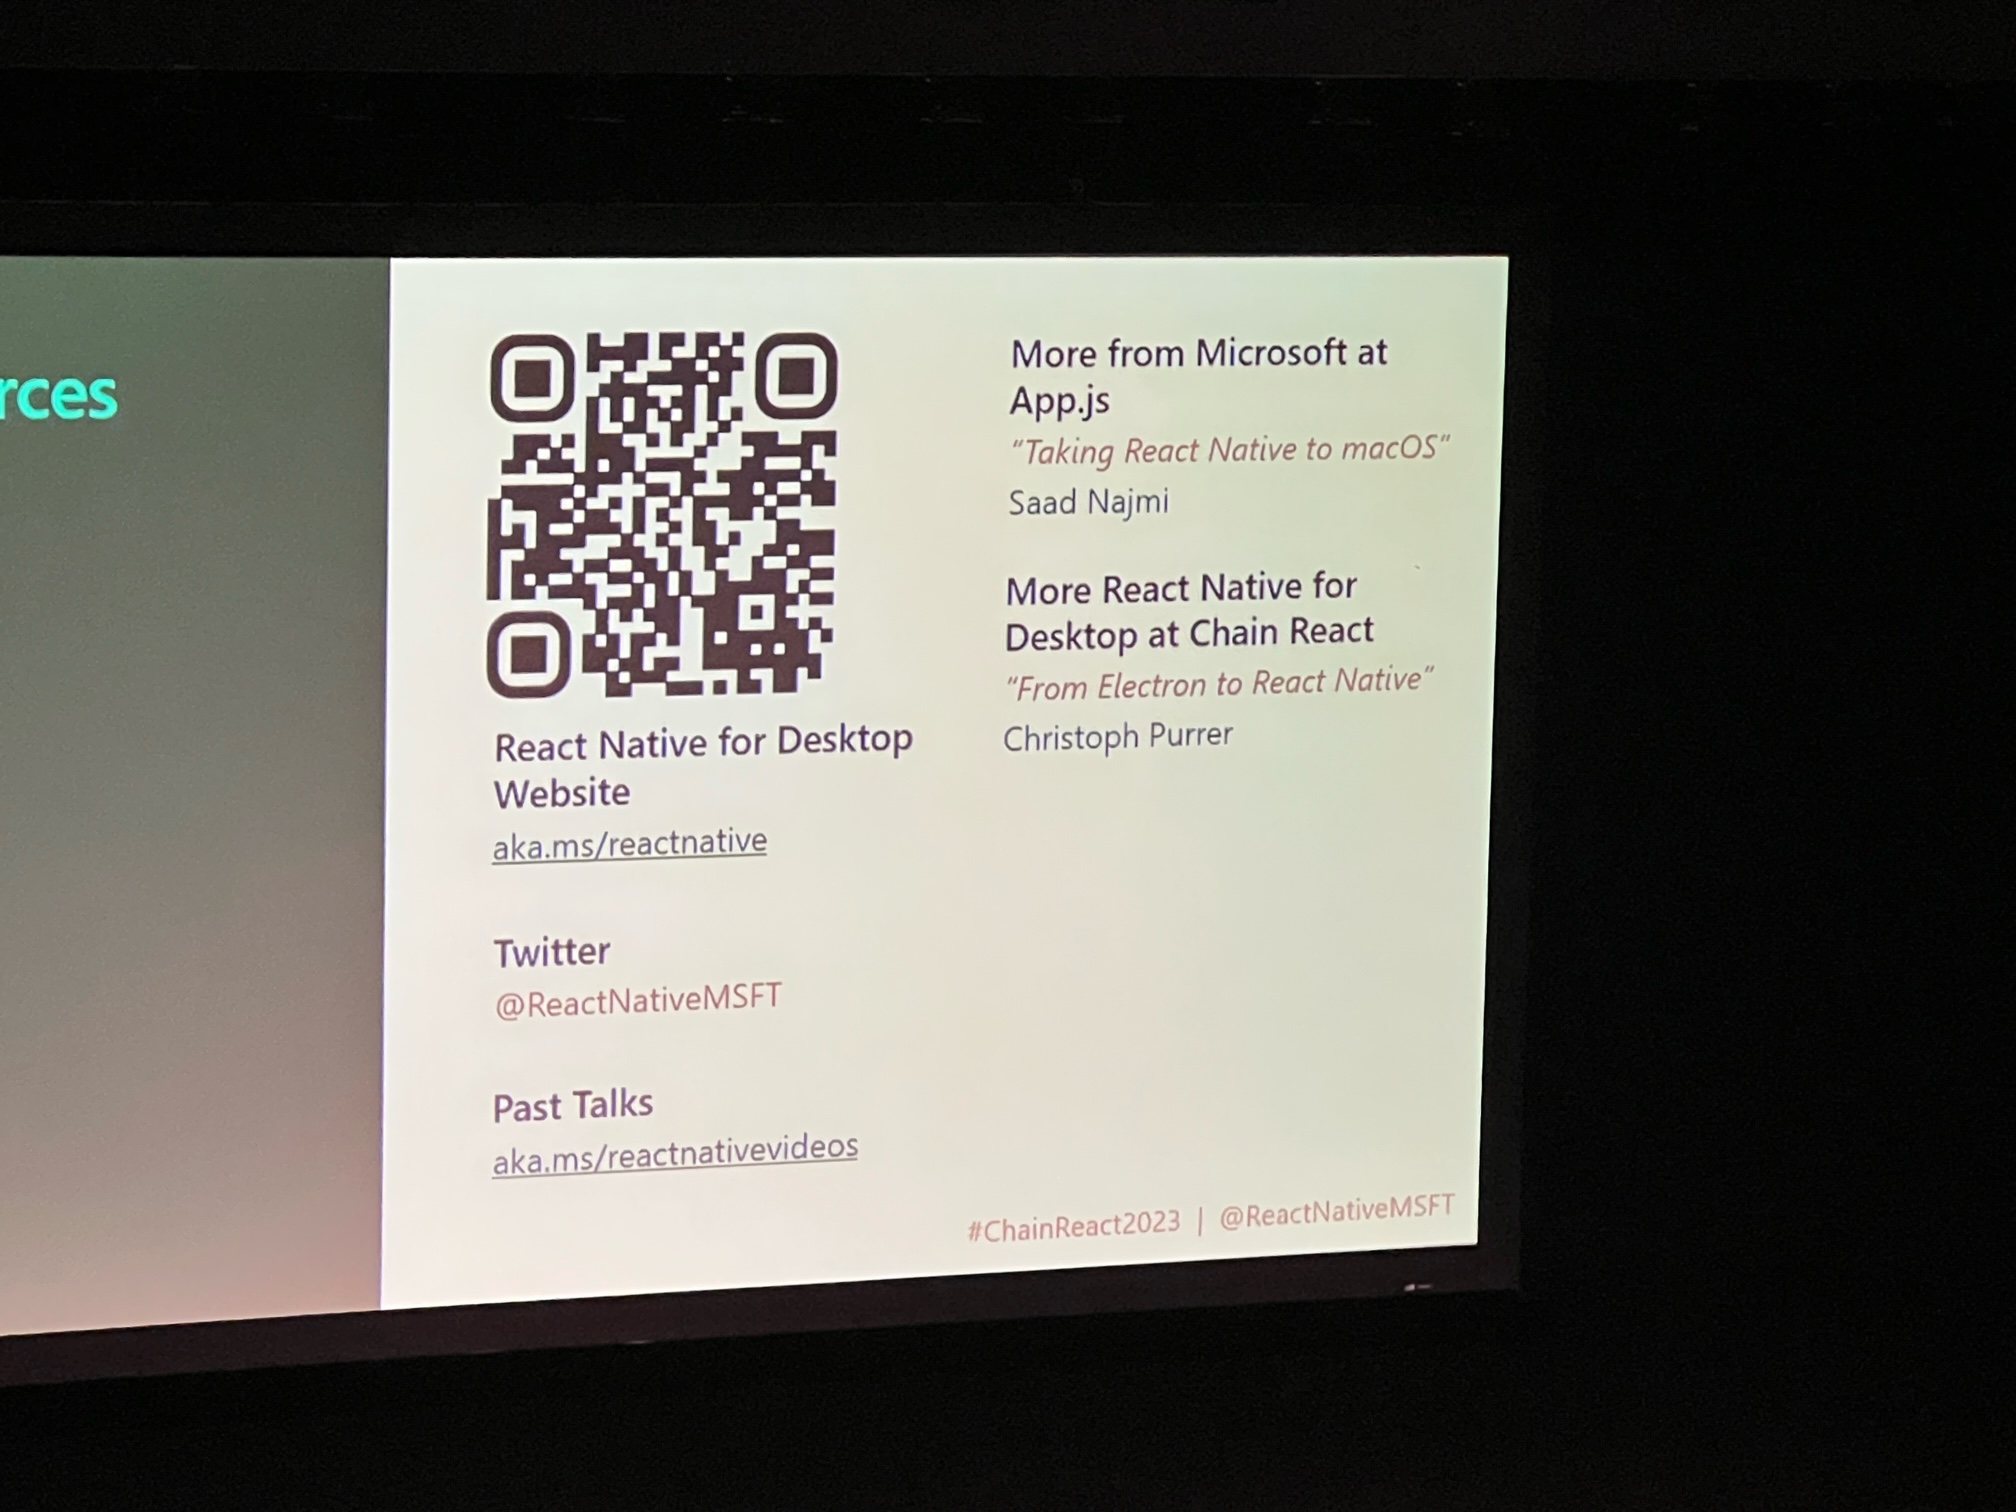 rces
React Native for Desktop
Website
aka.ms/reactnative
Twitter
@ReactNativeMSFT
Past Talks
aka.ms/reactnativevideos
More from Microsoft at
App.js
“Taking React Native to macOS”
Saad Najmi
More React Native for
Desktop at Chain React
“From Electron to React Native”
Christoph Purrer
#ChainReact2023 | @ReactNativeMSFT